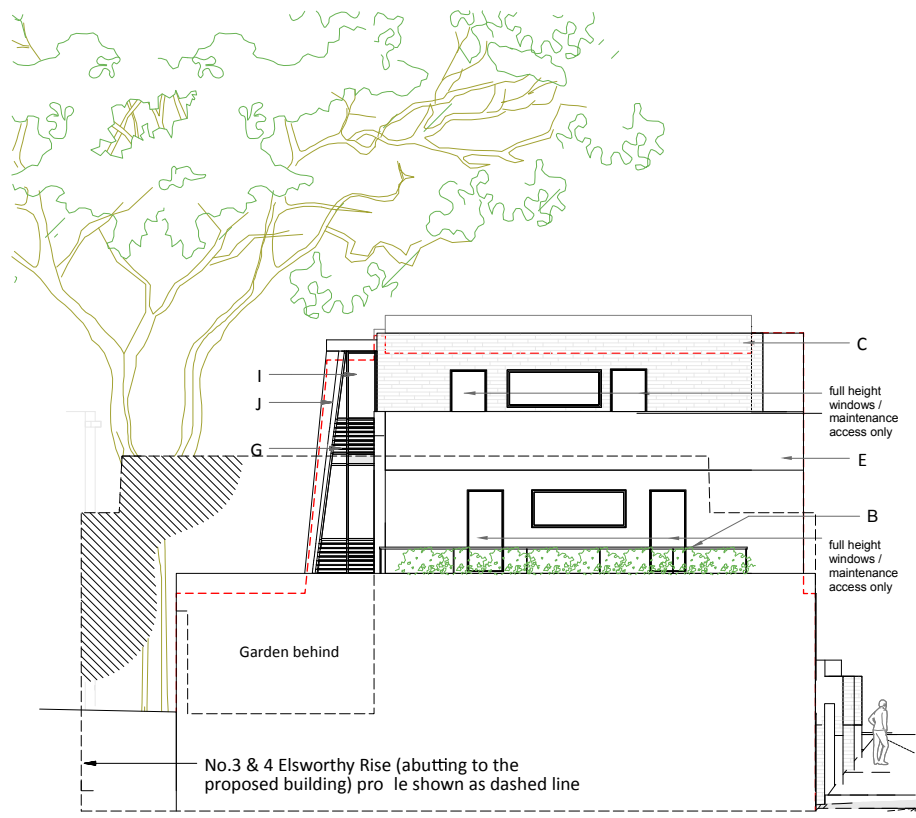 C
I
J
full height
windows /
maintenance
access only
G
E
B
full height
windows /
maintenance
access only
Garden behind
No.3 & 4 Elsworthy Rise (abutting to the
proposed building) pro le shown as dashed line